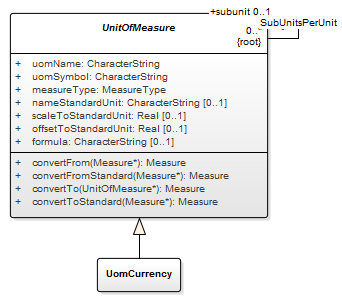 +subunit 0..1
UnitOfMeasure
SubUnitsPerUnit
0..*
{root}
+ uomName: CharacterString
+ uomSymbol: CharacterString
+ measureType: MeasureType
+ nameStandardUnit: CharacterString [0..1]
+ scaleToStandardUnit: Real [0..1]
+ offsetToStandardUnit: Real [0..1]
+ formula: CharacterString [0..1]
+ convertFrom(Measure*): Measure
+ convertFromStandard(Measure*): Measure
+ convertTo(UnitOfMeasure*): Measure
+ convertToStandard(Measure*): Measure
UomCurrency